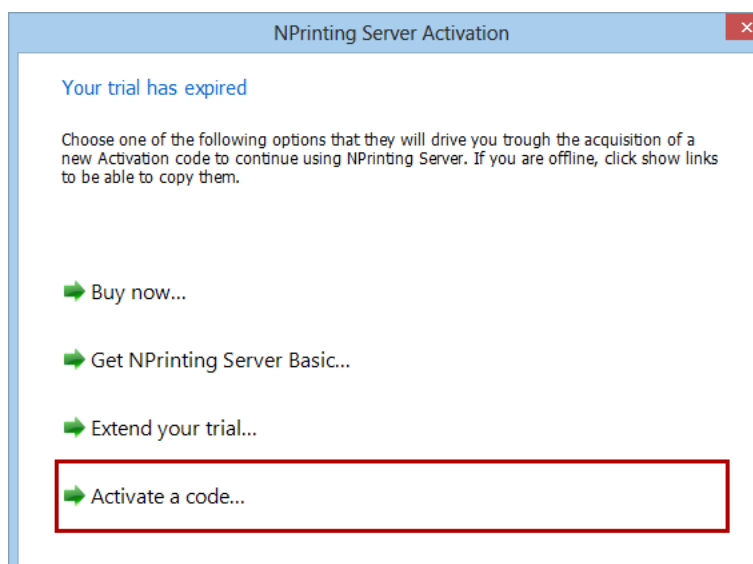 NPrinting Server Activation
Your trial has expired
Choose one of the following options that they will drive you trough the acquisition of a
new Activation code to continue using NPrinting Server. If you are offline, click show links
to be able to copy them.
Buy now...
Get NPrinting Server Basic...
Extend your trial...
Activate a code...